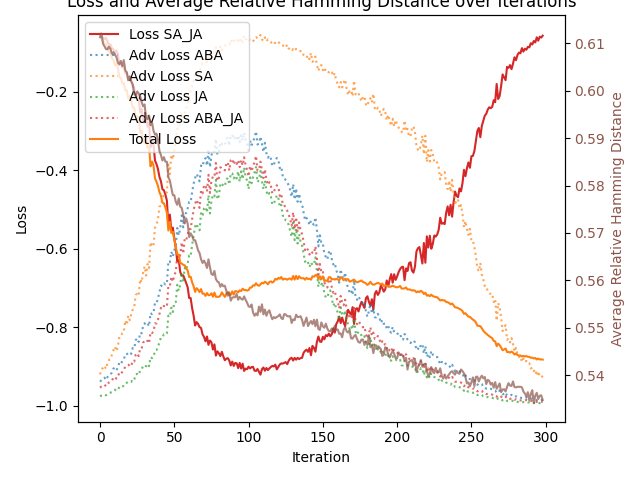 Loss and Average Relative Hamming Distance over Iterations
Loss SA_JA
Adv Loss ABA
Adv Loss SA
Adv Loss JA
Adv Loss ABA_JA
Total Loss
−0.2
−0.4
−0.6
−0.8
−1.0
Loss
0
50
100
150
200
250
300
Iteration
0.61
0.60
0.59
0.58
0.57
0.56
0.55
0.54
Average Relative Hamming Distance